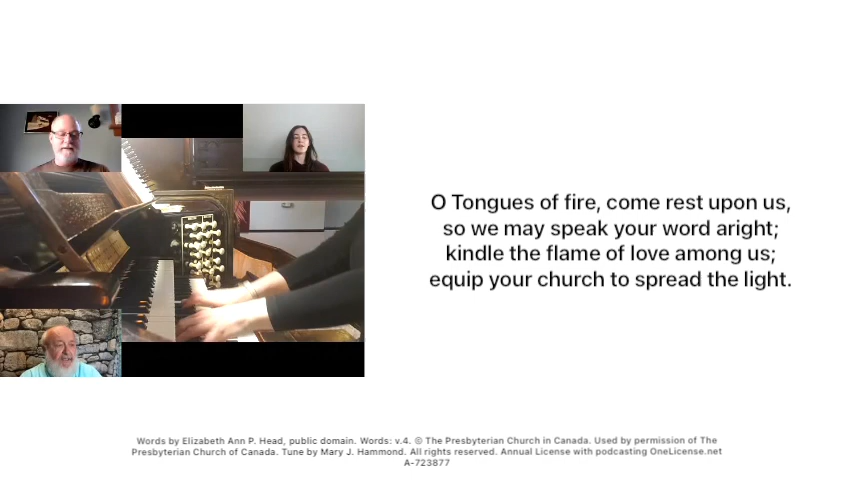 O Tongues of fire, come rest upon us,
so we may speak your word aright;
kindle the flame of love among us;
equip your church to spread the light.
Words by Elizabeth Ann P. Head, public domain. Words: v.4. © The Presbyterian Church in Canada. Used by permission of The
Presbyterian Church of Canada. Tune by Mary J. Hammond. All rights reserved. Annual License with podcasting OneLicense.net
A-723877